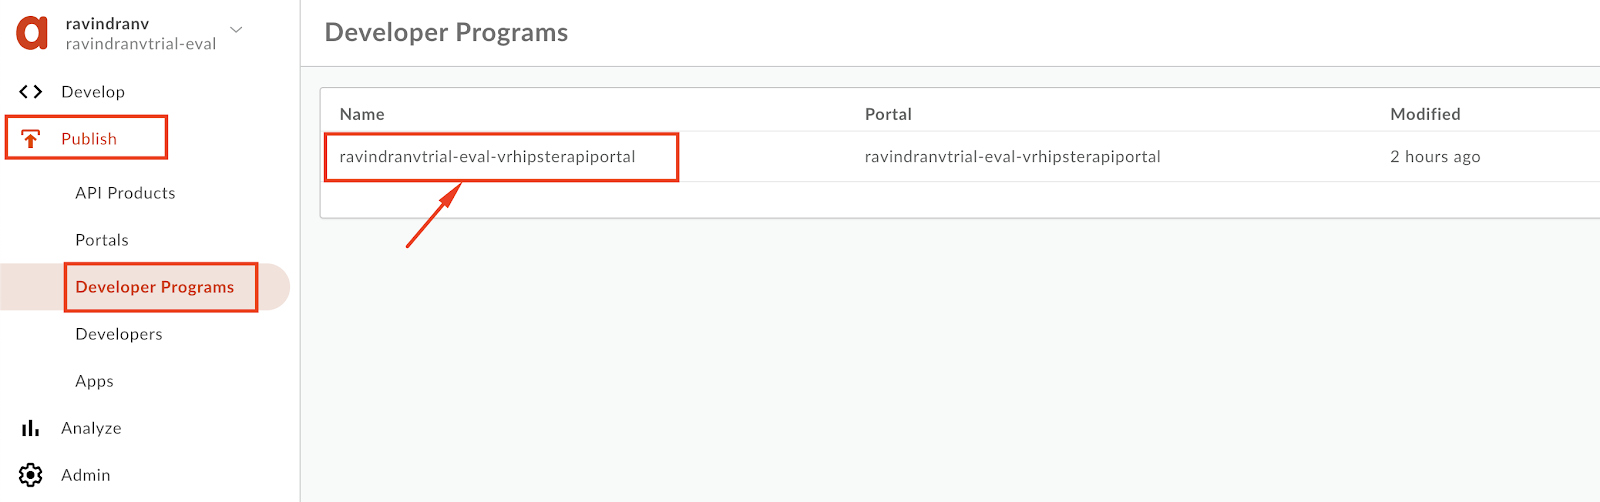 ravindranv
ravindranvtrial-eval
Develop
Publish
API Products
Portals
Developer Programs
Developers
Apps
Analyze
Admin
Developer Programs
Name Portal Modified
ravindranvtrial-eval-vrhipsterapiportal ravindranvtrial-eval-vrhipsterapiportal 2 hours ago